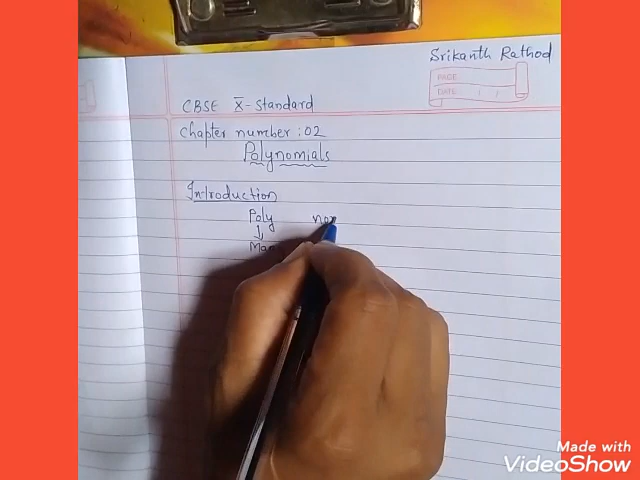 Srikanth Rathod
PAGE
DATE / /
CBSE X-Standard
Chapter number : 02
Polynomials
Introduction
Poly
↓
Made with
VideoShow